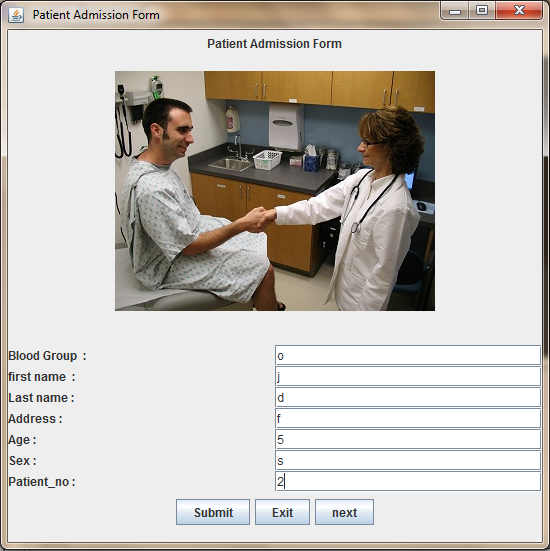 Patient Admission Form
Patient Admission Form
Blood Group : o
first name : j
Last name : d
Address : f
Age : 5
Sex : s
Patient_no : 2
Submit Exit next